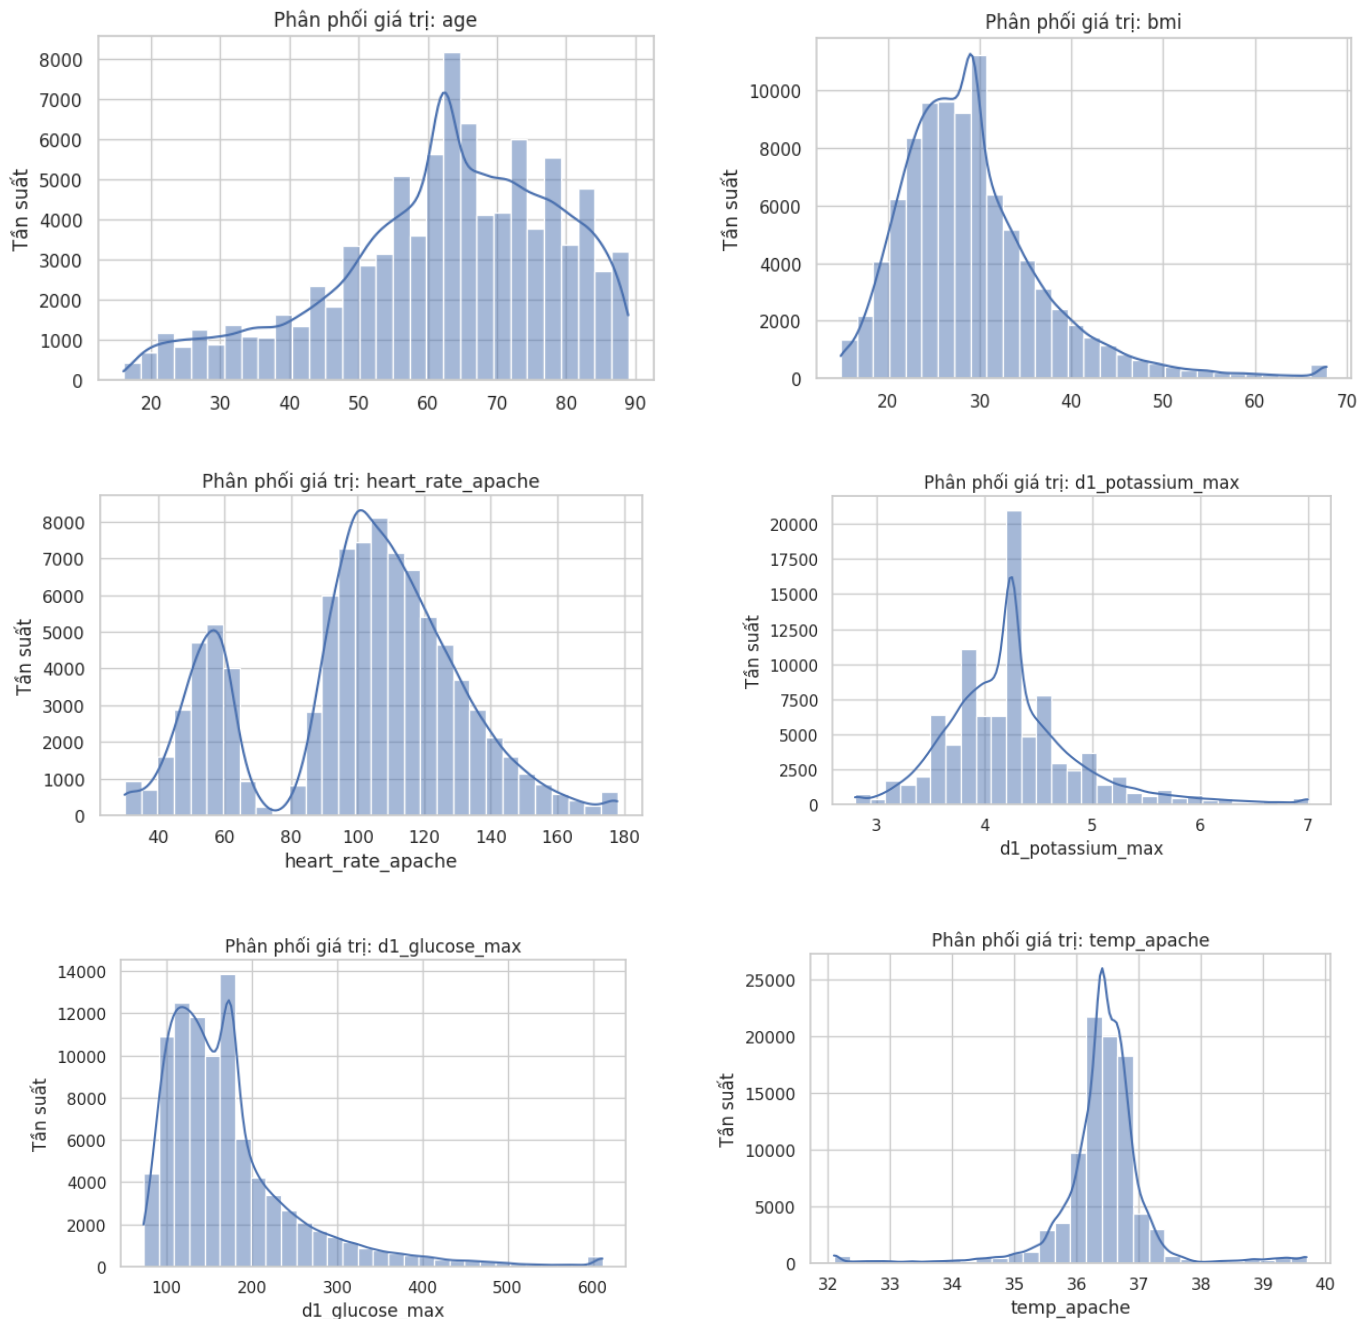 Phân phối giá trị: age
Tần suất
8000
7000
6000
5000
4000
3000
2000
1000
0
20 30 40 50 60 70 80 90
Phân phối giá trị: bmi
Tần suất
10000
8000
6000
4000
2000
0
20 30 40 50 60 70
Phân phối giá trị: heart_rate_apache
Tần suất
8000
7000
6000
5000
4000
3000
2000
1000
0
40 60 80 100 120 140 160 180
heart_rate_apache
Phân phối giá trị: d1_potassium_max
Tần suất
20000
17500
15000
12500
10000
7500
5000
2500
0
3 4 5 6 7
d1_potassium_max
Phân phối giá trị: d1_glucose_max
Tần suất
14000
12000
10000
8000
6000
4000
2000
0
100 200 300 400 500 600
d1_glucose_max
Phân phối giá trị: temp_apache
Tần suất
25000
20000
15000
10000
5000
0
32 33 34 35 36 37 38 39 40
temp_apache